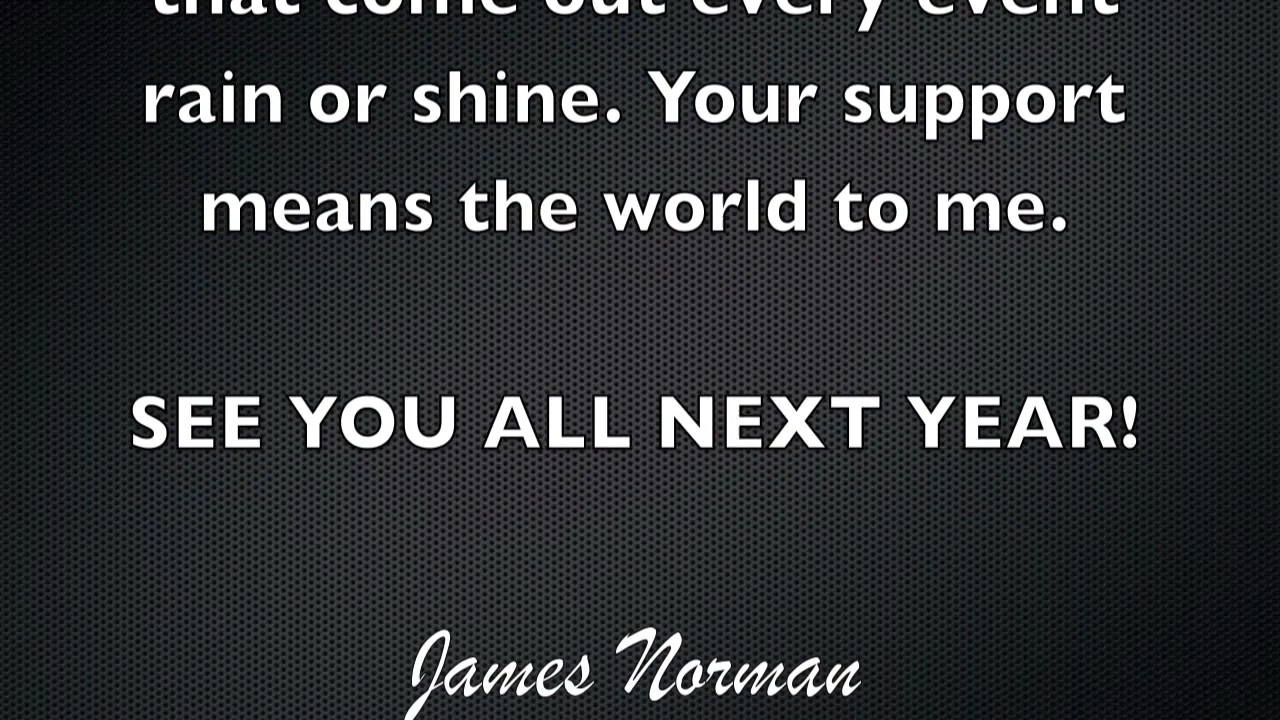 that come out every event
rain or shine. Your support
means the world to me.
SEE YOU ALL NEXT YEAR!
James Norman